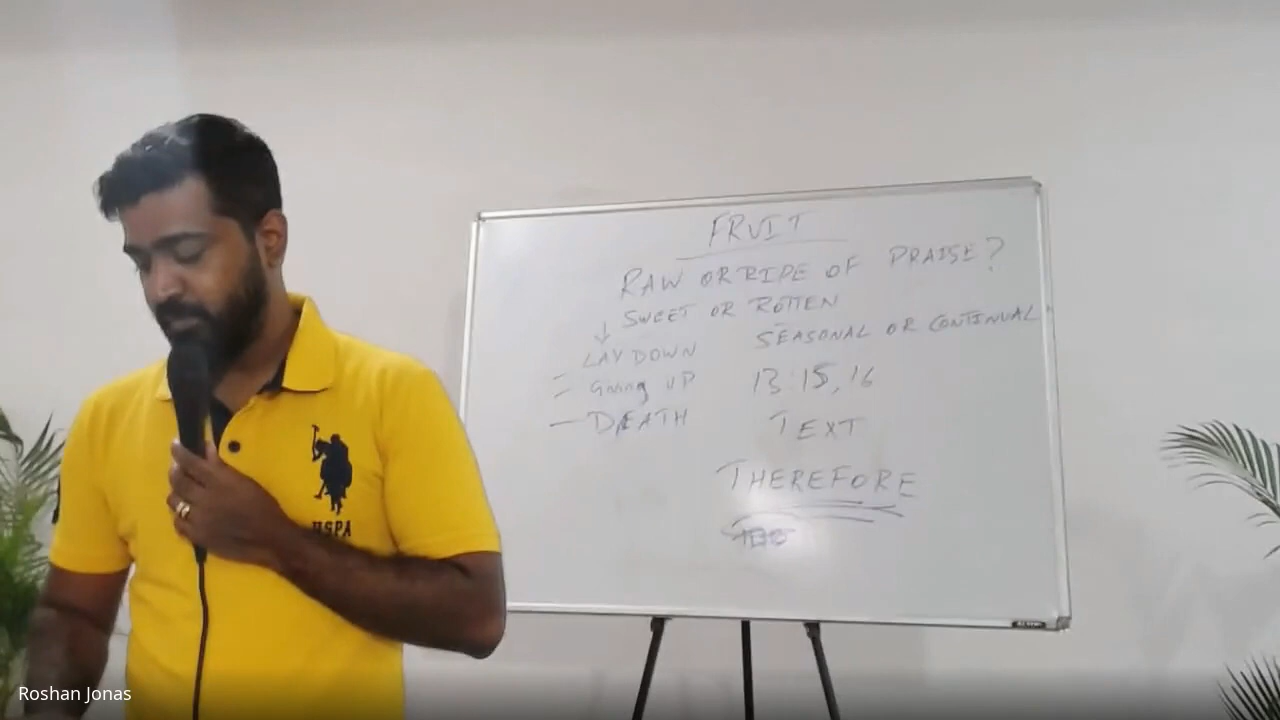 FRUIT
RAW OR RIPE OF PRAISE?
SWEET OR ROTTEN
LAY DOWN SEASONAL OR CONTINUAL
Giving UP 13:15,16
DEATH TEXT
THEREFORE
USPA
Roshan Jonas